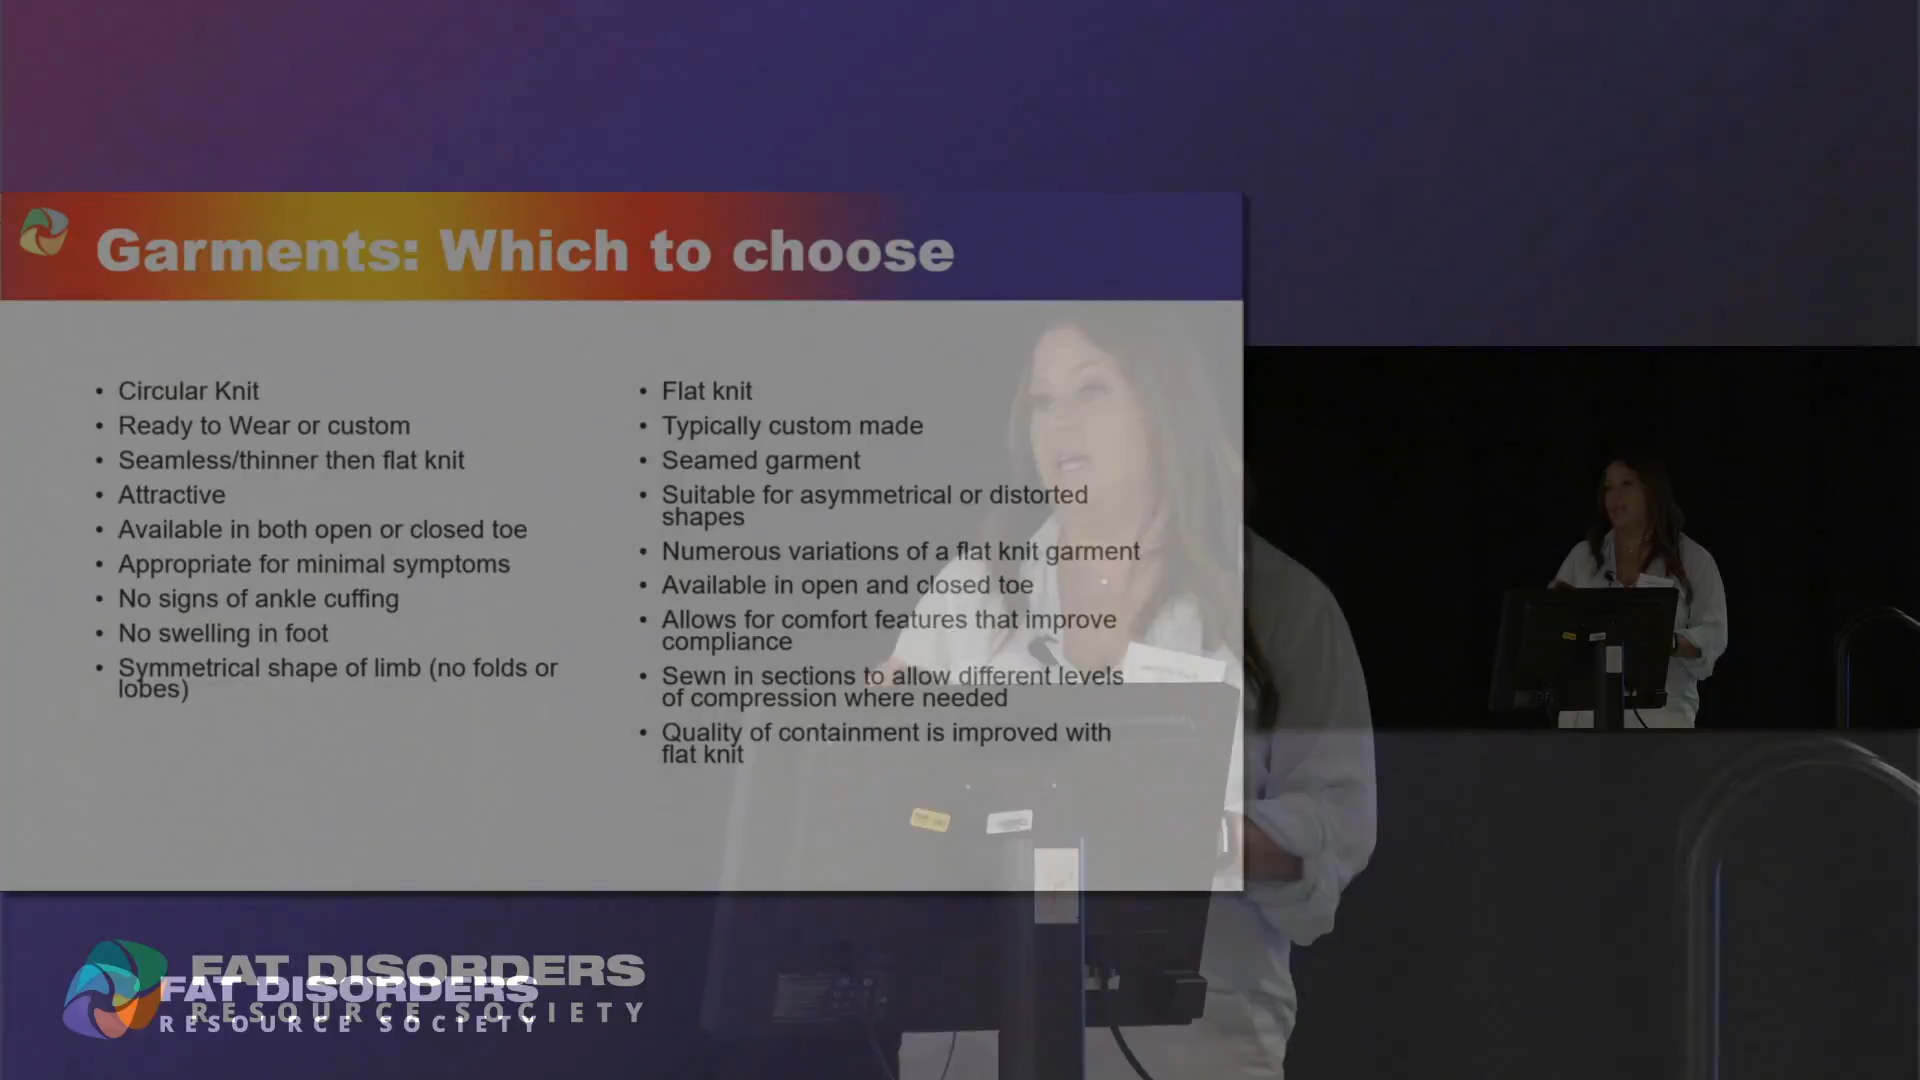 Garments: Which to choose
• Circular Knit
• Ready to Wear or custom
• Seamless/thinner then flat knit
• Attractive
• Available in both open or closed toe
• Appropriate for minimal symptoms
• No signs of ankle cuffing
• No swelling in foot
• Symmetrical shape of limb (no folds or
lobes)
• Flat knit
• Typically custom made
• Seamed garment
• Suitable for asymmetrical or distorted
shapes
• Numerous variations of a flat knit garment
• Available in open and closed toe
• Allows for comfort features that improve
compliance
• Sewn in sections to allow different levels
of compression where needed
• Quality of containment is improved with
flat knit
FAT DISORDERS
RESOURCE SOCIETY
FAT DISORDERS
RESOURCE SOCIETY